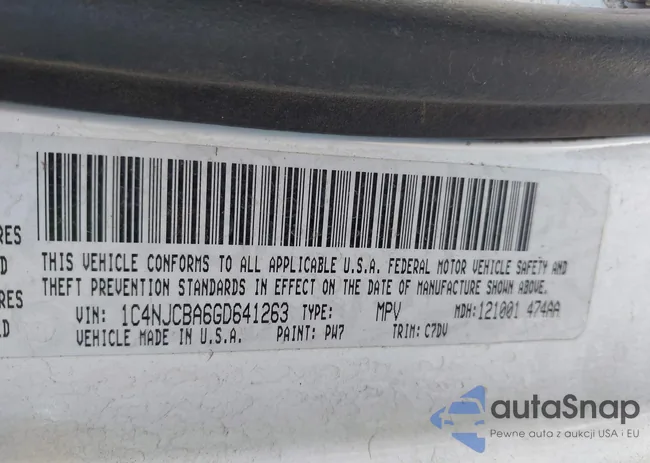 RES
D
RES
LD
THIS VEHICLE CONFORMS TO ALL APPLICABLE U.S.A. FEDERAL MOTOR VEHICLE SAFETY AND
THEFT PREVENTION STANDARDS IN EFFECT ON THE DATE OF MANUFACTURE SHOWN ABOVE.
VIN: 1C4NJCBA6GD641263 TYPE: MPV MDH:121001 474AA
VEHICLE MADE IN U.S.A. PAINT: PW7 TRIM: C7DV
autoSnap
Pewne auta z aukcji USA i EU